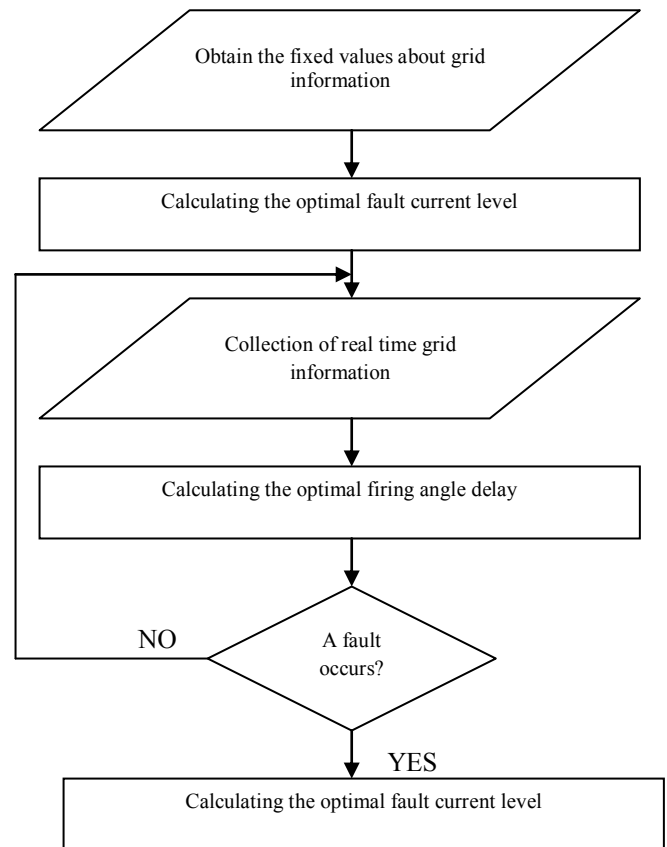 Obtain the fixed values about grid
information
Calculating the optimal fault current level
Collection of real time grid
information
Calculating the optimal firing angle delay
A fault
occurs?
NO
YES
Calculating the optimal fault current level